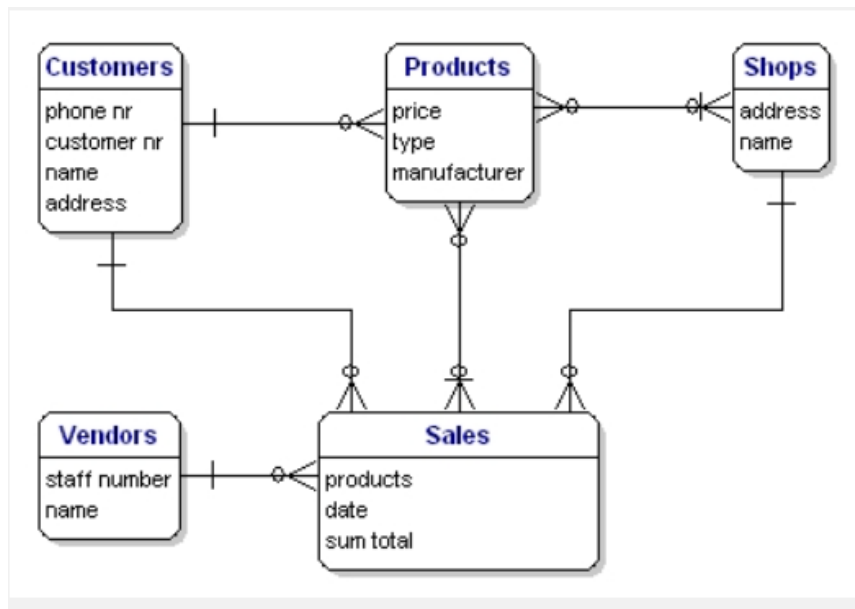 Customers
phone nr
customer nr
name
address
Products
price
type
manufacturer
Shops
address
name
Vendors
staff number
name
Sales
products
date
sum total